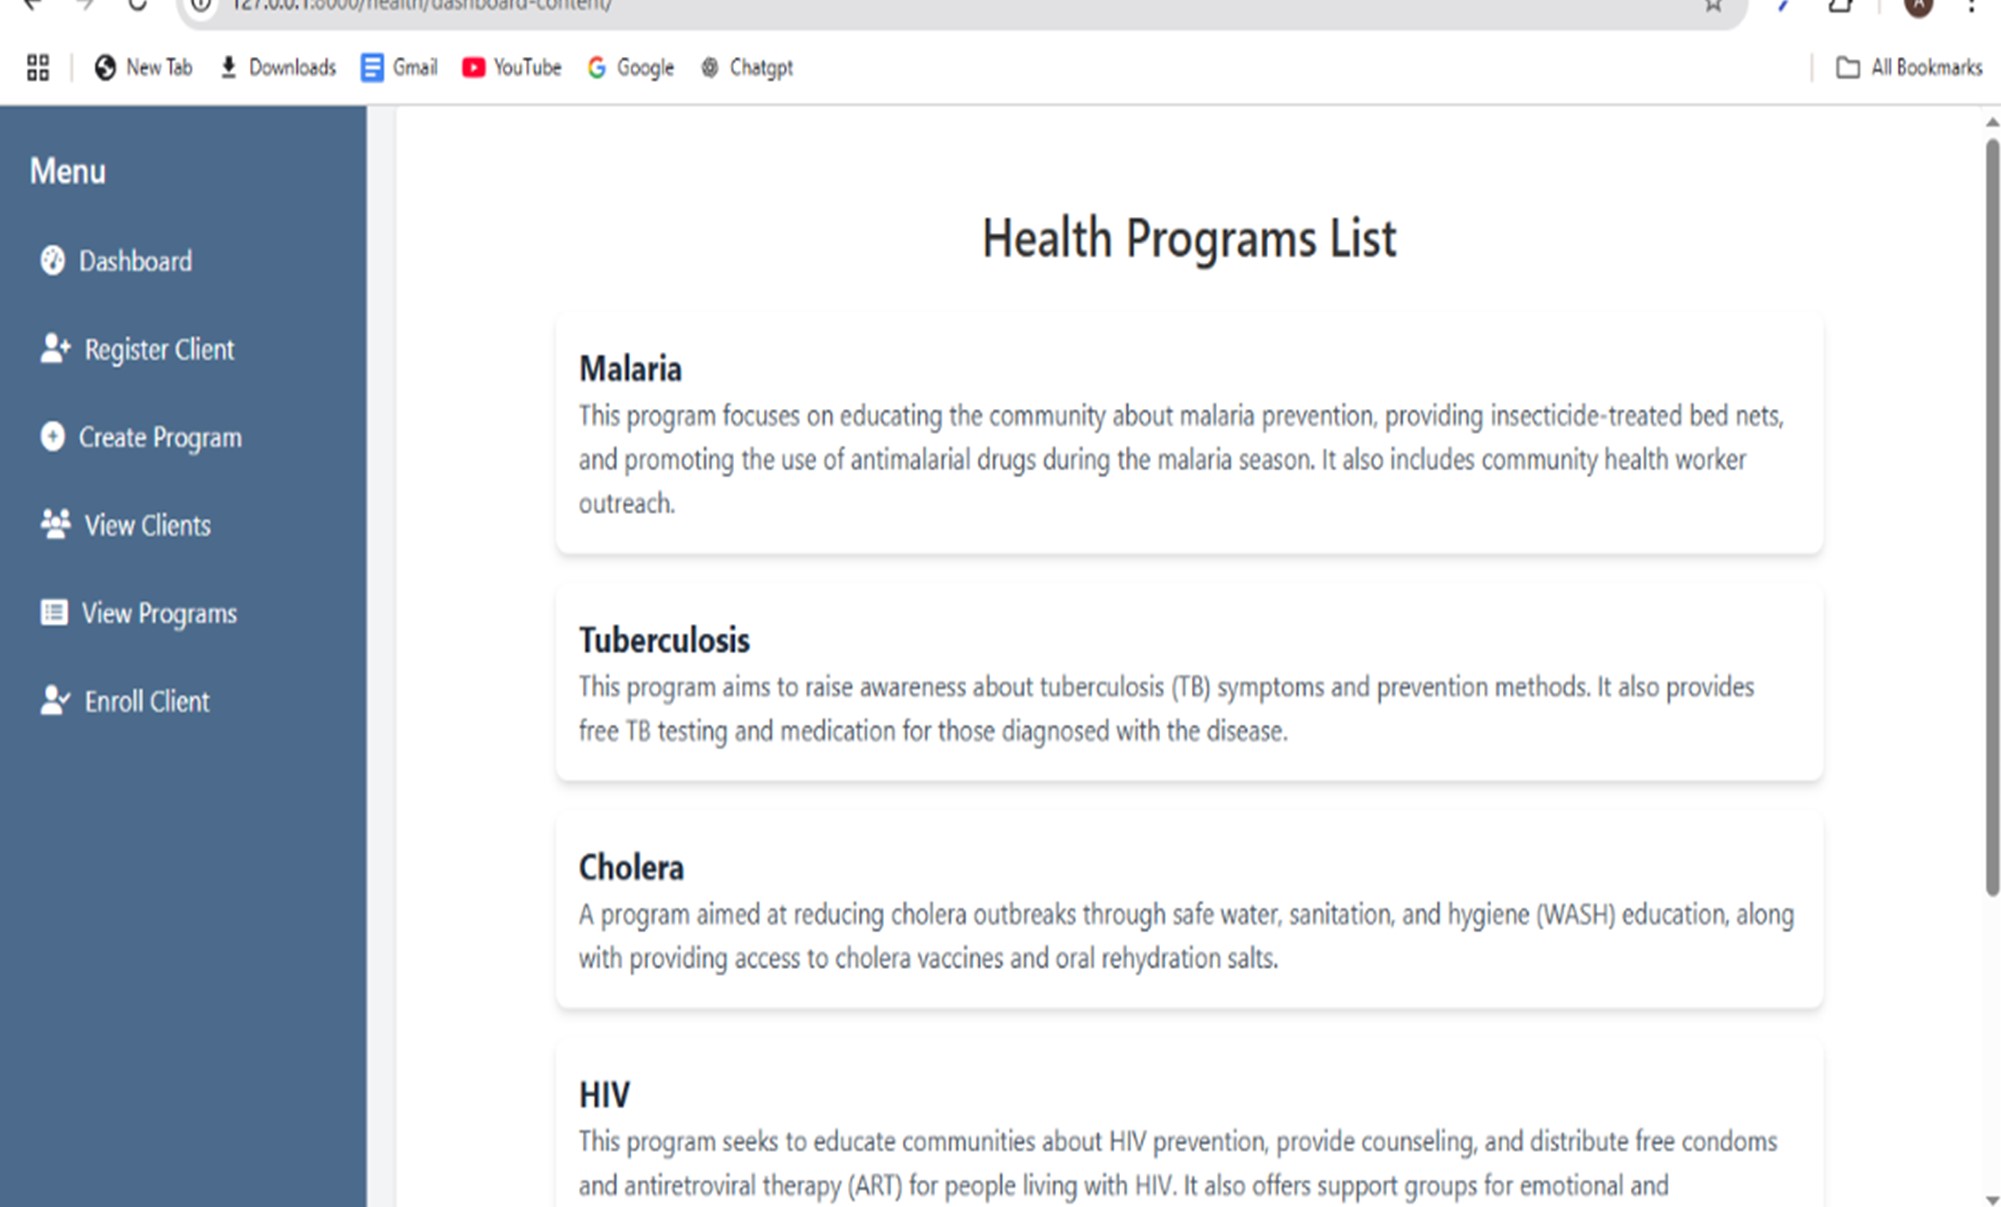 127.0.0.1:8000/health/dashboard-content/
New Tab Downloads Gmail YouTube Google Chatgpt All Bookmarks
Menu
Dashboard
Register Client
Create Program
View Clients
View Programs
Enroll Client
Health Programs List
Malaria
This program focuses on educating the community about malaria prevention, providing insecticide-treated bed nets,
and promoting the use of antimalarial drugs during the malaria season. It also includes community health worker
outreach.
Tuberculosis
This program aims to raise awareness about tuberculosis (TB) symptoms and prevention methods. It also provides
free TB testing and medication for those diagnosed with the disease.
Cholera
A program aimed at reducing cholera outbreaks through safe water, sanitation, and hygiene (WASH) education, along
with providing access to cholera vaccines and oral rehydration salts.
HIV
This program seeks to educate communities about HIV prevention, provide counseling, and distribute free condoms
and antiretroviral therapy (ART) for people living with HIV. It also offers support groups for emotional and